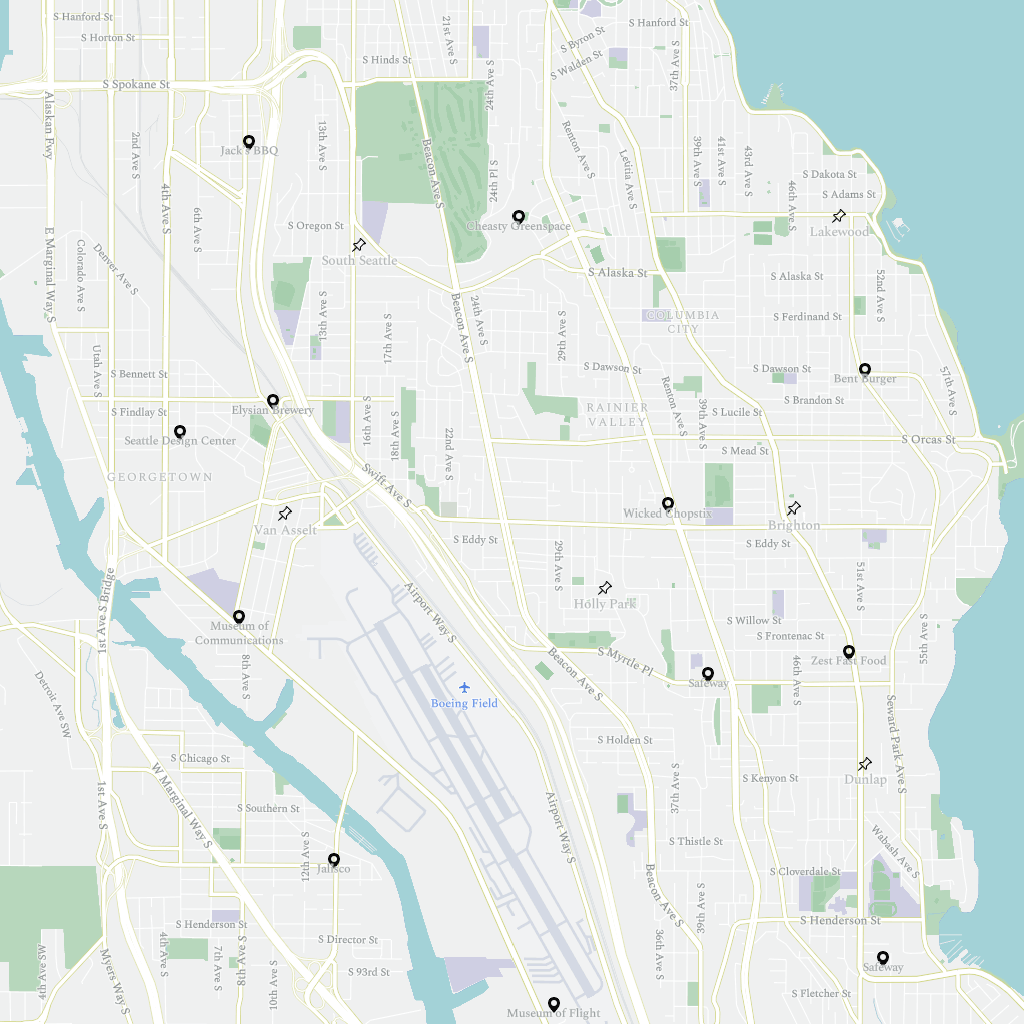 S Hanford St
S Horton St
S Spokane St
Alaskan Fwy
2nd Ave S
Jack's BBQ
13th Ave S
S Hinds St
21st Ave S
24th Ave S
S Byron St
S Walden St
S Hanford St
37th Ave S
Renton Ave S
Letitia Ave S
39th Ave S
41st Ave S
43rd Ave S
S Dakota St
46th Ave S
S Adams St
Lakewood
Beacon Ave S
24th Pl S
Cheasty Greenspace
4th Ave S
6th Ave S
S Oregon St
South Seattle
E Marginal Way S
Colorado Ave S
Denver Ave S
S Alaska St
S Alaska St
52nd Ave S
13th Ave S
17th Ave S
Beacon Ave S
24th Ave S
29th Ave S
COLUMBIA
CITY
S Ferdinand St
Utah Ave S
S Bennett St
S Dawson St
S Dawson St
Bent Burger
57th Ave S
S Findlay St
Elysian Brewery
16th Ave S
18th Ave S
22nd Ave S
RAINIER
VALLEY
Renton Ave S
39th Ave S
S Lucile St
S Brandon St
Seattle Design Center
S Orcas St
S Mead St
GEORGETOWN
Swift Ave S
Van Asselt
Wicked Chopstix
Brighton
S Eddy St
S Eddy St
29th Ave S
1st Ave S Bridge
Airport Way S
Holly Park
51st Ave S
Museum of
Communications
S Willow St
S Frontenac St
55th Ave S
8th Ave S
Detroit Ave SW
Beacon Ave S
S Myrtle Pl
Safeway
46th Ave S
Zest Fast Food
Boeing Field
Seward Park Ave S
S Holden St
S Chicago St
W Marginal Way S
1st Ave S
S Kenyon St
Dunlap
37th Ave S
S Southern St
Airport Way S
S Thistle St
Wabash Ave S
12th Ave S
Jalisco
Beacon Ave S
39th Ave S
S Cloverdale St
S Henderson St
S Henderson St
4th Ave SW
Myers Way S
4th Ave S
7th Ave S
8th Ave S
10th Ave S
S Director St
S 93rd St
36th Ave S
Safeway
S Fletcher St
Museum of Flight